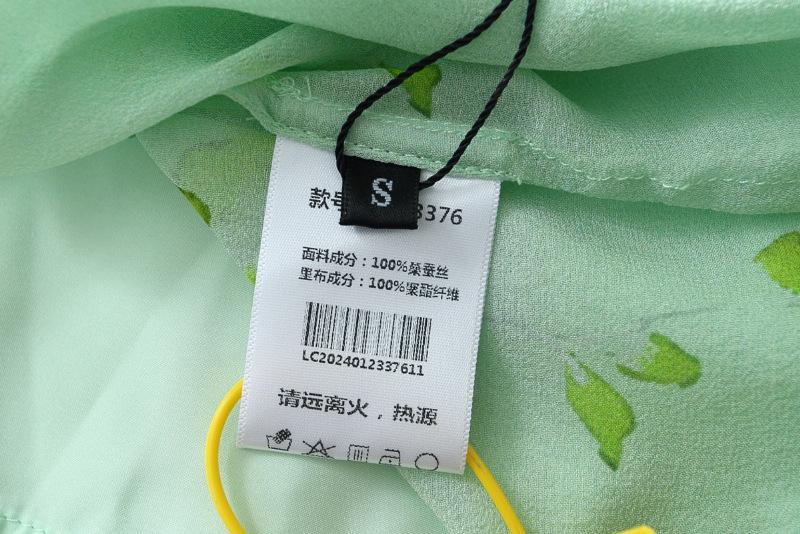 S
款号 3376
面料成分：100%桑蚕丝
里布成分：100%聚酯纤维
LC2024012337611
请远离火，热源